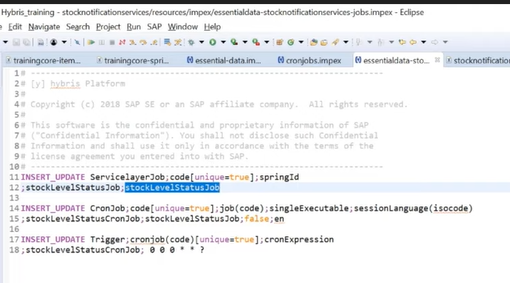 Hybris_training - stocknotificationservices/resources/impex/essentialdata-stocknotificationservices-jobs.impex - Eclipse
e Edit Navigate Search Project Run SAP Window Help
trainingcore-item... trainingcore-spri... essential-data.im... cronjobs.impex essentialdata-sto... stocknotification
1# -----------------------------------------------------------------------
2# [y] hybris Platform
3#
4# Copyright (c) 2018 SAP SE or an SAP affiliate company. All rights reserved.
5#
6# This software is the confidential and proprietary information of SAP
7# ("Confidential Information"). You shall not disclose such Confidential
8# Information and shall use it only in accordance with the terms of the
9# license agreement you entered into with SAP.
10# -----------------------------------------------------------------------
11 INSERT_UPDATE ServicelayerJob;code[unique=true];springId
12 ;stockLevelStatusJob;stockLevelStatusJob
13
14 INSERT_UPDATE CronJob;code[unique=true];job(code);singleExecutable;sessionLanguage(isocode)
15 ;stockLevelStatusCronJob;stockLevelStatusJob;false;en
16
17 INSERT_UPDATE Trigger;cronjob(code)[unique=true];cronExpression
18 ;stockLevelStatusCronJob; 0 0 0 * * ?